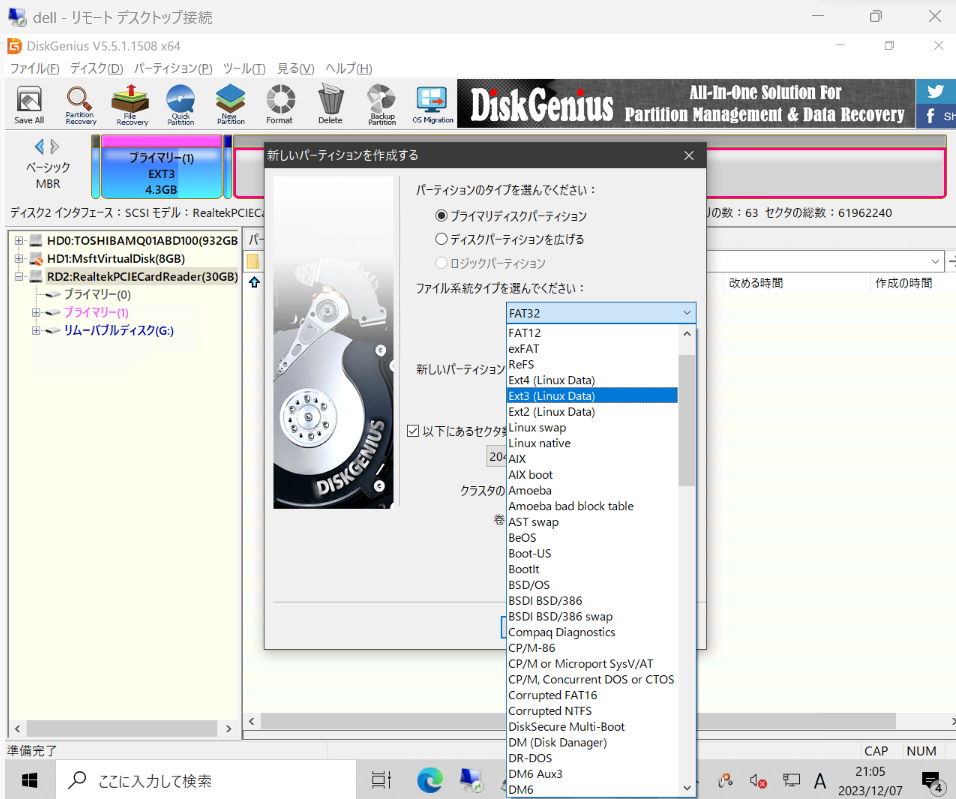 dell - リモート デスクトップ接続
DiskGenius V5.5.1.1508 x64
ファイル(F) ディスク(D) パーティション(P) ツール(T) 見る(V) ヘルプ(H)
Save All
Partition Recovery
File Recovery
Quick Partition
New Partition
Format
Delete
Backup Partition
OS Migration
DiskGenius
All-In-One Solution For
Partition Management & Data Recovery
Sh
ベーシック
MBR
プライマリー(1)
EXT3
4.3GB
ディスク2 インタフェース:SCSI モデル:RealtekPCIECa
リの数:63 セクタの総数:61962240
HD0:TOSHIBAMQ01ABD100(932GB
HD1:MsftVirtualDisk(8GB)
RD2:RealtekPCIECardReader(30GB)
プライマリー(0)
プライマリー(1)
リムーバブルディスク(G:)
パー
改める時間
作成の時間
新しいパーティションを作成する
パーティションのタイプを選んでください:
プライマリディスクパーティション
ディスクパーティションを広げる
ロジックパーティション
ファイル系統タイプを選んでください:
FAT32
新しいパーティション
以下にあるセクタ
204
クラスタの
巻
FAT12
exFAT
ReFS
Ext4 (Linux Data)
Ext3 (Linux Data)
Ext2 (Linux Data)
Linux swap
Linux native
AIX
AIX boot
Amoeba
Amoeba bad block table
AST swap
BeOS
Boot-US
BootIt
BSD/OS
BSDI BSD/386
BSDI BSD/386 swap
Compaq Diagnostics
CP/M-86
CP/M or Microport SysV/AT
CP/M, Concurrent DOS or CTOS
Corrupted FAT16
Corrupted NTFS
DiskSecure Multi-Boot
DM (Disk Danager)
DR-DOS
DM6 Aux3
DM6
DISKGENIUS
準備完了
CAP NUM
ここに入力して検索
A
21:05
2023/12/07
4